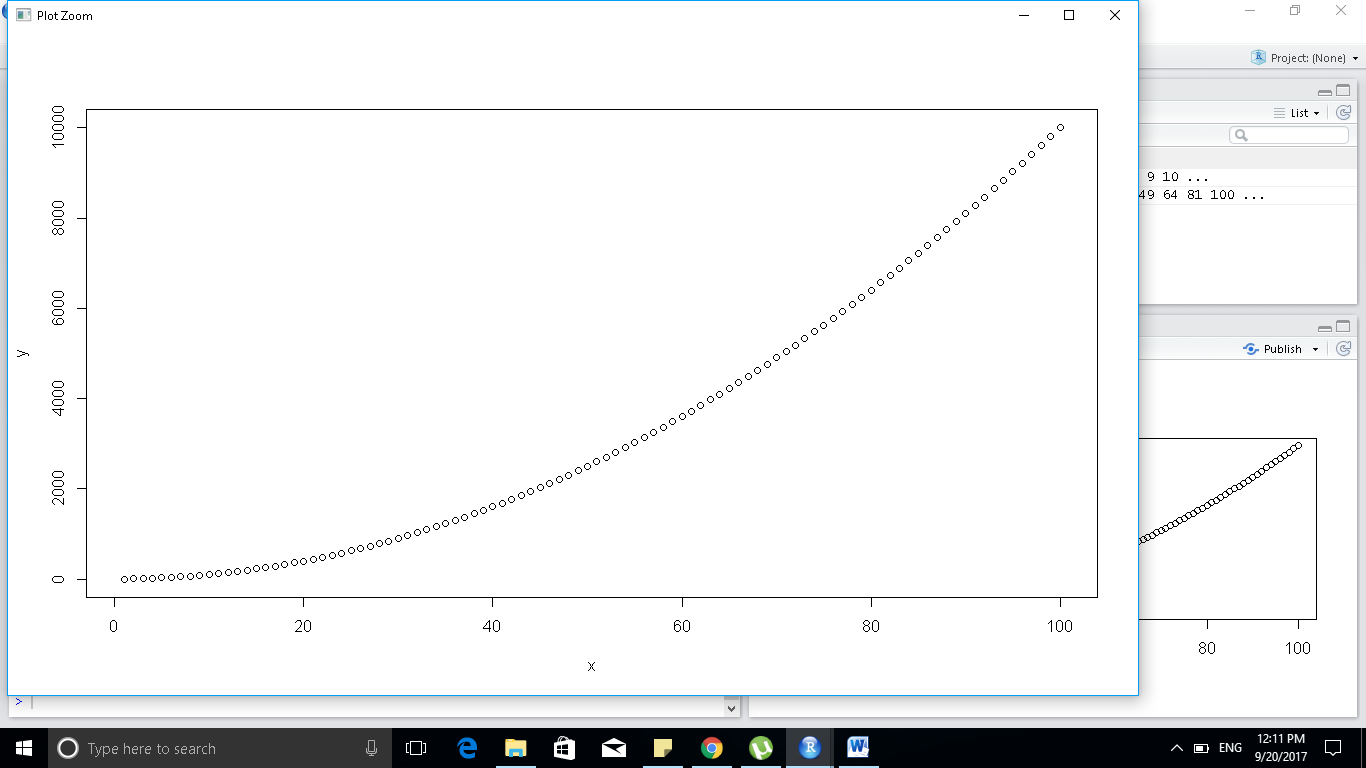 Plot Zoom
Project: (None)
List
9 10 ...
49 64 81 100 ...
Publish
10000
8000
6000
4000
2000
0
y
0 20 40 60 80 100
x
80 100
>
Type here to search
ENG
12:11 PM
9/20/2017